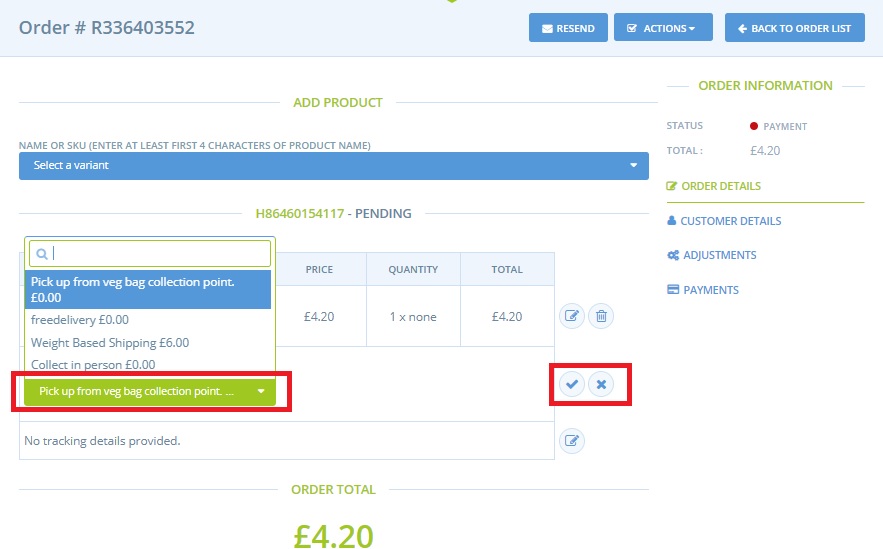 Order # R336403552
RESEND
ACTIONS
BACK TO ORDER LIST
ADD PRODUCT
NAME OR SKU (ENTER AT LEAST FIRST 4 CHARACTERS OF PRODUCT NAME)
Select a variant
H86460154117 - PENDING
PRICE QUANTITY TOTAL
Pick up from veg bag collection point.
£0.00
freedelivery £0.00
Weight Based Shipping £6.00
Collect in person £0.00
£4.20 1 x none £4.20
Pick up from veg bag collection point. ...
No tracking details provided.
ORDER TOTAL
£4.20
ORDER INFORMATION
STATUS PAYMENT
TOTAL : £4.20
ORDER DETAILS
CUSTOMER DETAILS
ADJUSTMENTS
PAYMENTS